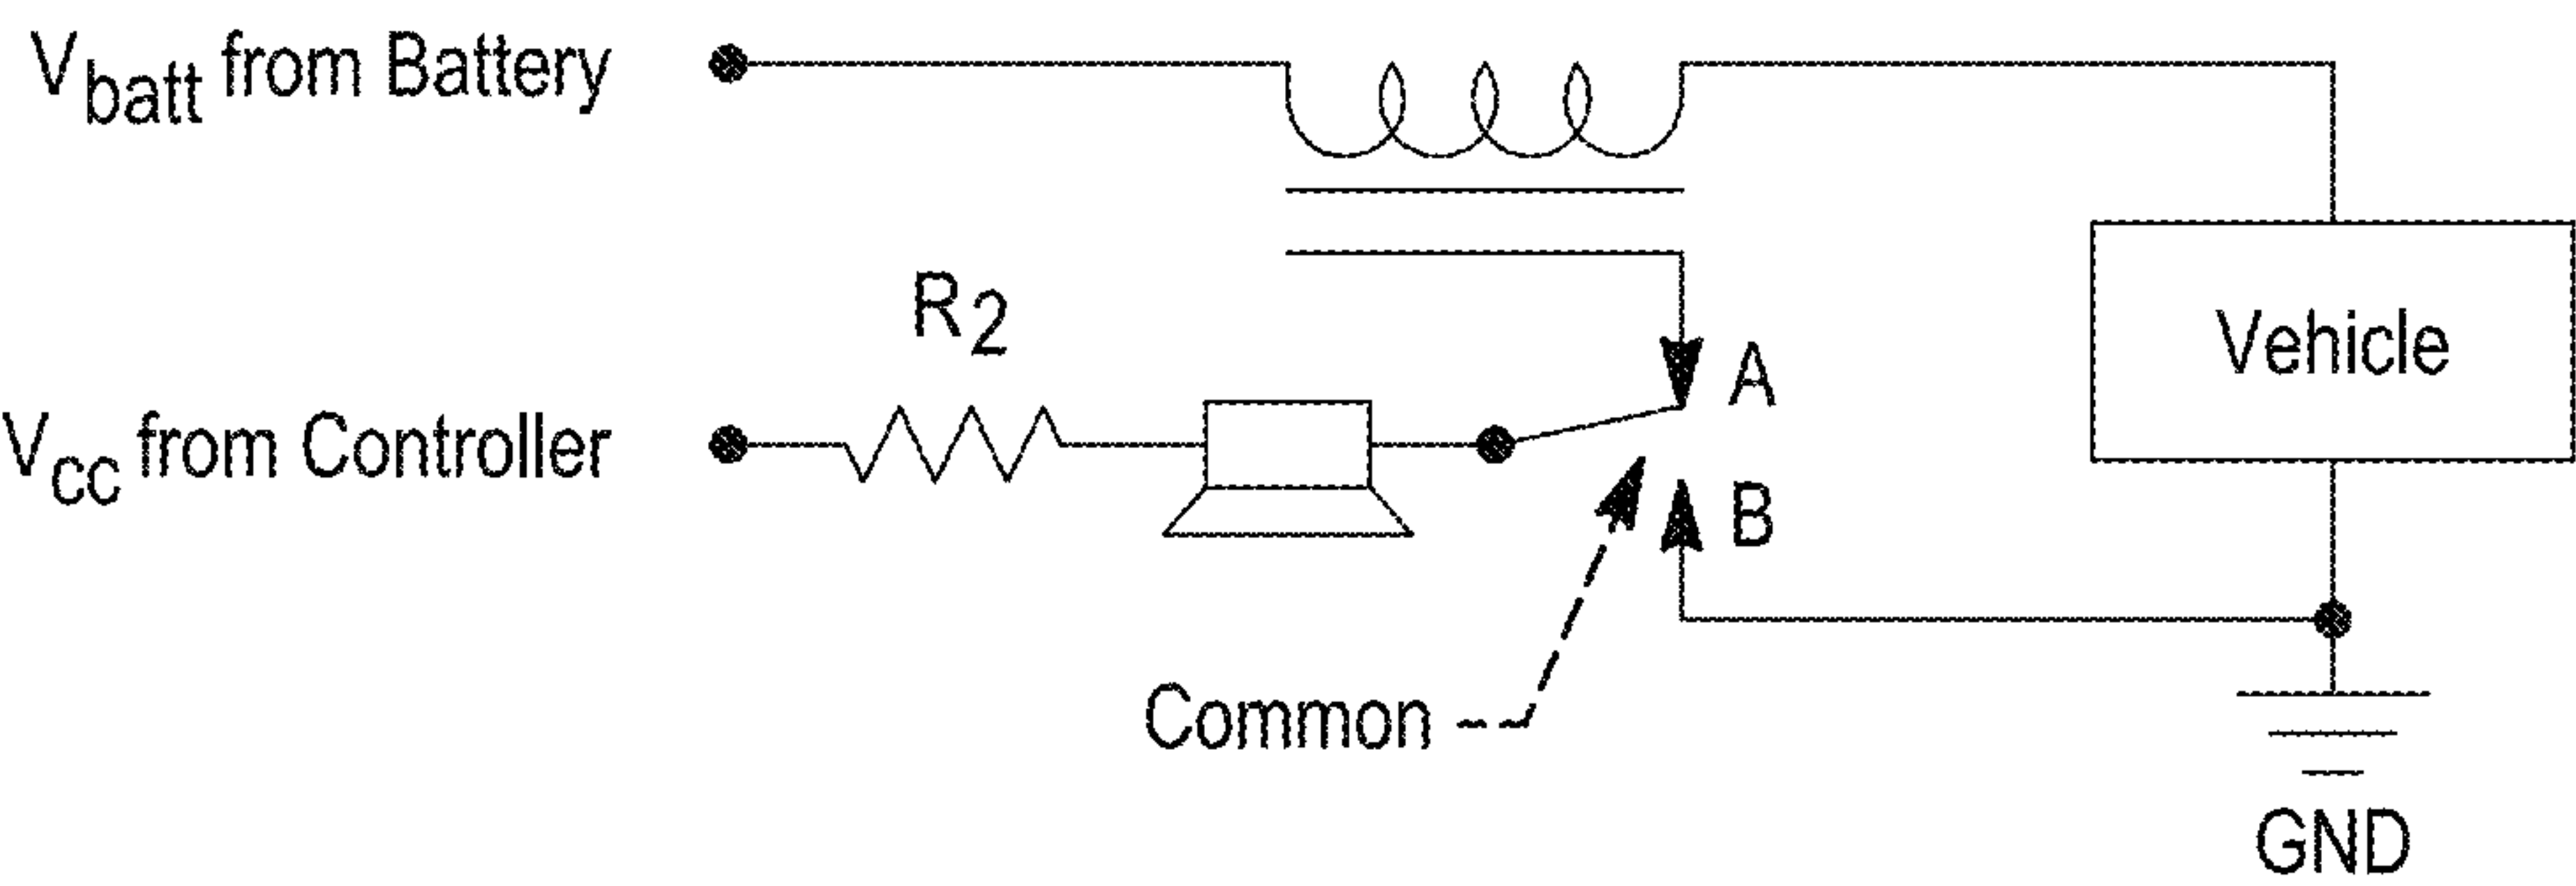 Vbatt from Battery
R2
A
Vehicle
Vcc from Controller
B
Common
GND